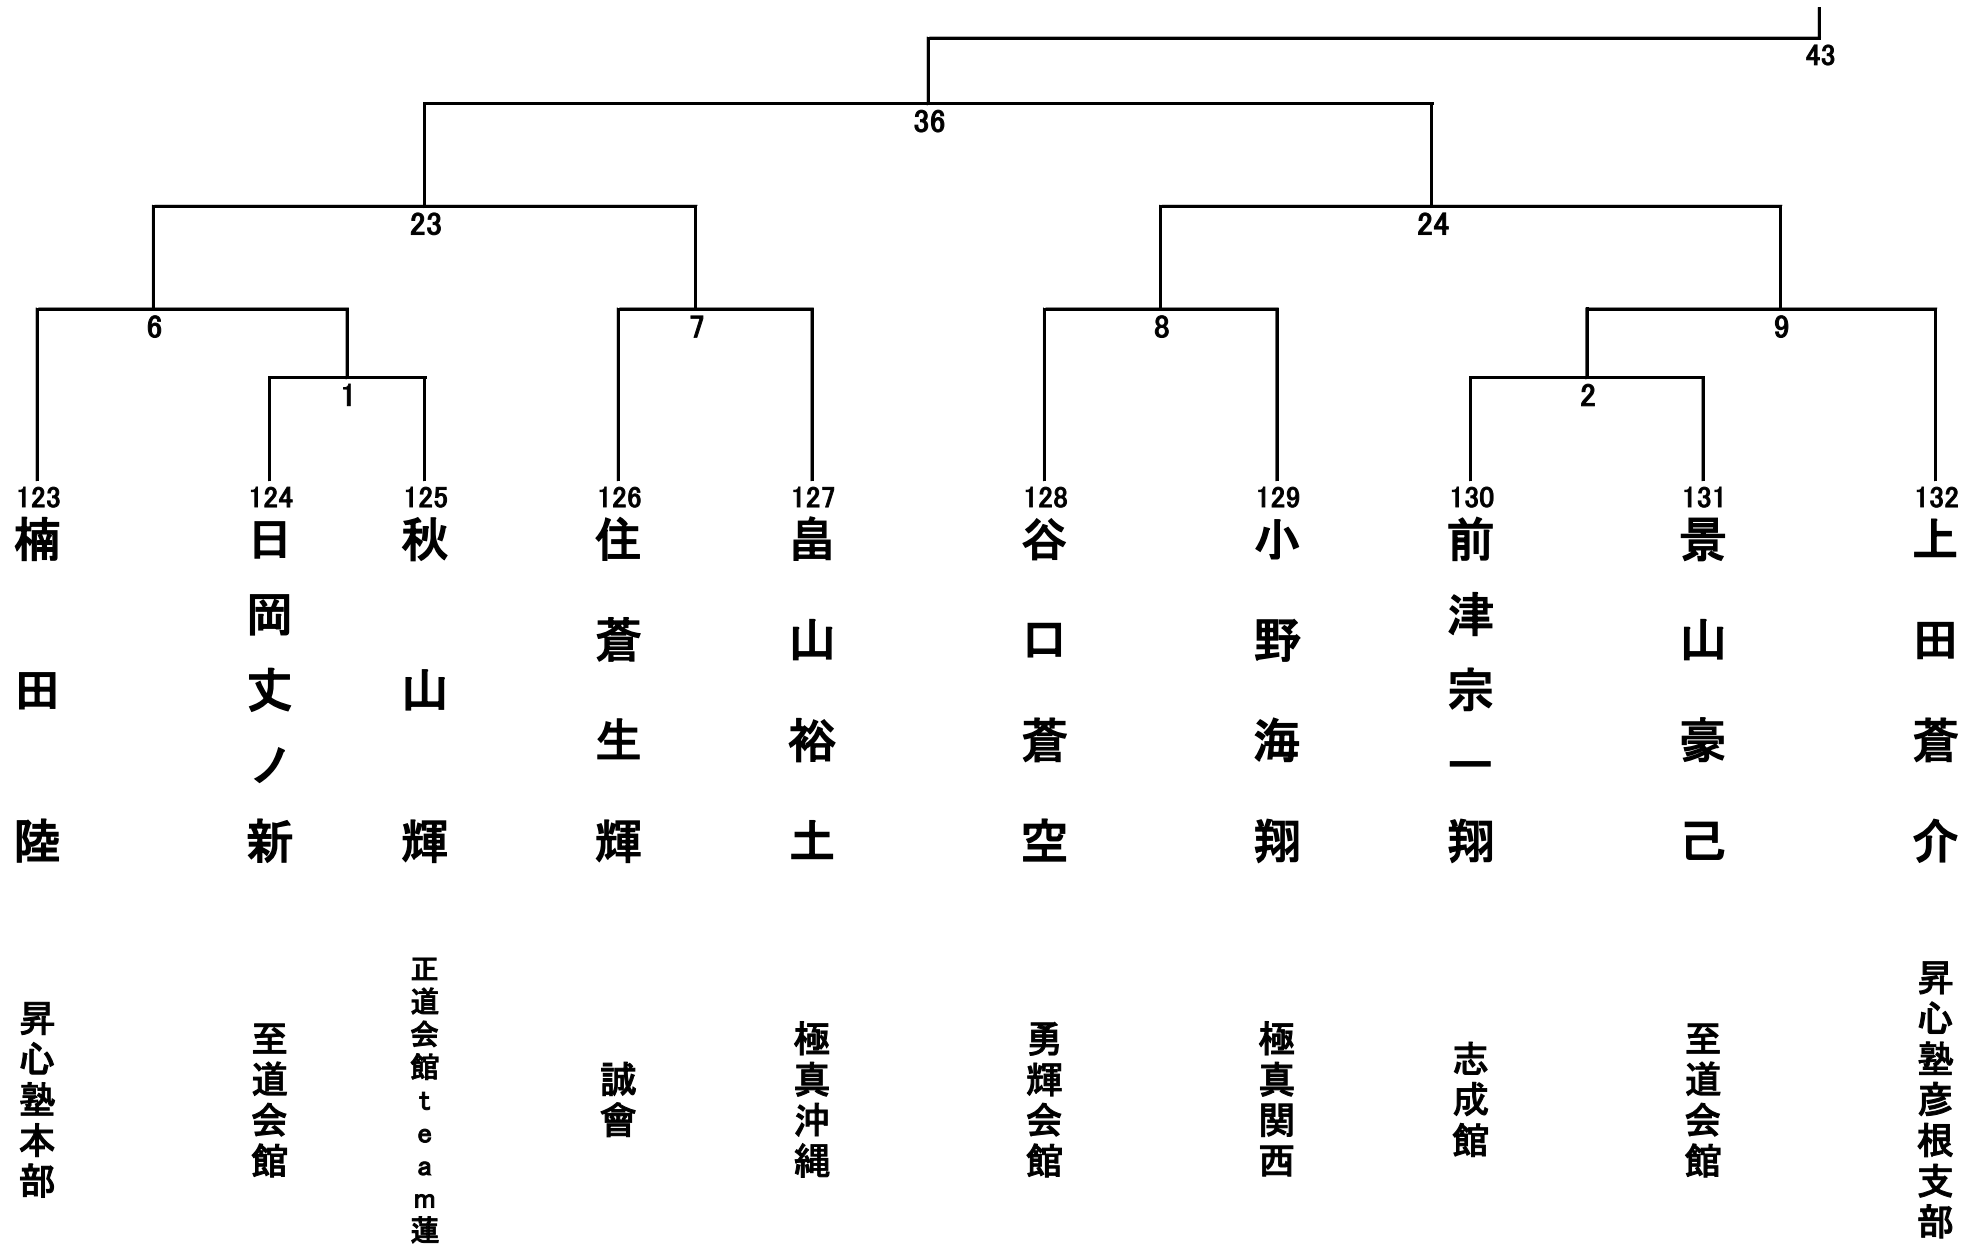 43
36
23
24
6
7
8
9
1
2
123
124
125
126
127
128
129
130
131
132
楠田陸
日岡丈ノ新
秋山輝
住蒼生輝
畠山裕土
谷口蒼空
小野海翔
前津宗一翔
景山豪己
上田蒼介
昇心塾本部
至道会館
正道会館team蓮
誠會
極真沖縄
勇輝会館
極真関西
志成館
至道会館
昇心塾彦根支部